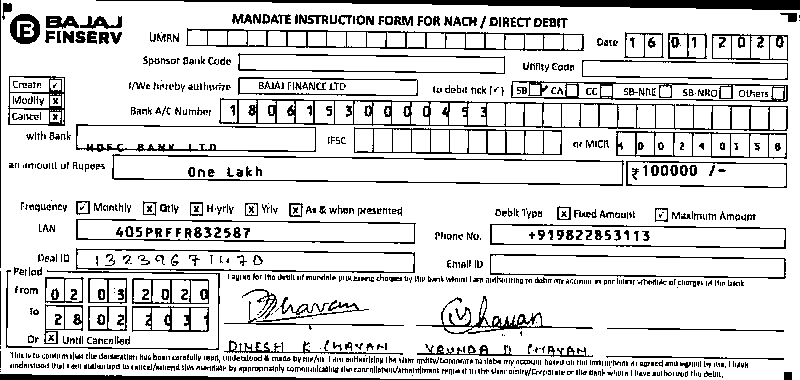 BAJAJ FINSERV
MANDATE INSTRUCTION FORM FOR NACH / DIRECT DEBIT
UMRN Date 1 6 0 1 2 0 2 0
Sponsor Bank Code Utility Code
Create ✓
Modify x
Cancel x
I/We hereby authorize BAJAJ FINANCE LTD to debit tick (✓) SB CA CC SB-NRE SB-NRO Others
Bank A/C Number 1 8 0 6 1 5 3 0 0 0 0 4 5 3
with Bank HDFC BANK LTD IFSC or MICR 4 0 0 2 4 0 1 5 8
an amount of Rupees One Lakh ₹ 100000 /-
Frequency ✓ Monthly x Qtly x H-yrly x Yrly x As & when presented Debit Type x Fixed Amount ✓ Maximum Amount
LAN 405PRFFR832587 Phone No. +919822853113
Deal ID Email ID
I agree for the debit of mandate processing charges by the bank whom I am authorizing to debit my account as per latest schedule of charges of the bank
Period
From 0 2 0 3 2 0 2 0
To 2 8 0 2 2 0 3 1
Or x Until Cancelled
DINESH K CHAVAN VRUNDA D CHAVAN
This is to confirm that the declaration has been carefully read, understood & made by me/us. I am authorizing the user entity/Corporate to debit my account based on the instructions as agreed and signed by me. I have
understood that I am authorized to cancel/amend this mandate by appropriately communicating the cancellation/amendment request to the user entity/Corporate or the bank where I have authorized the debit.